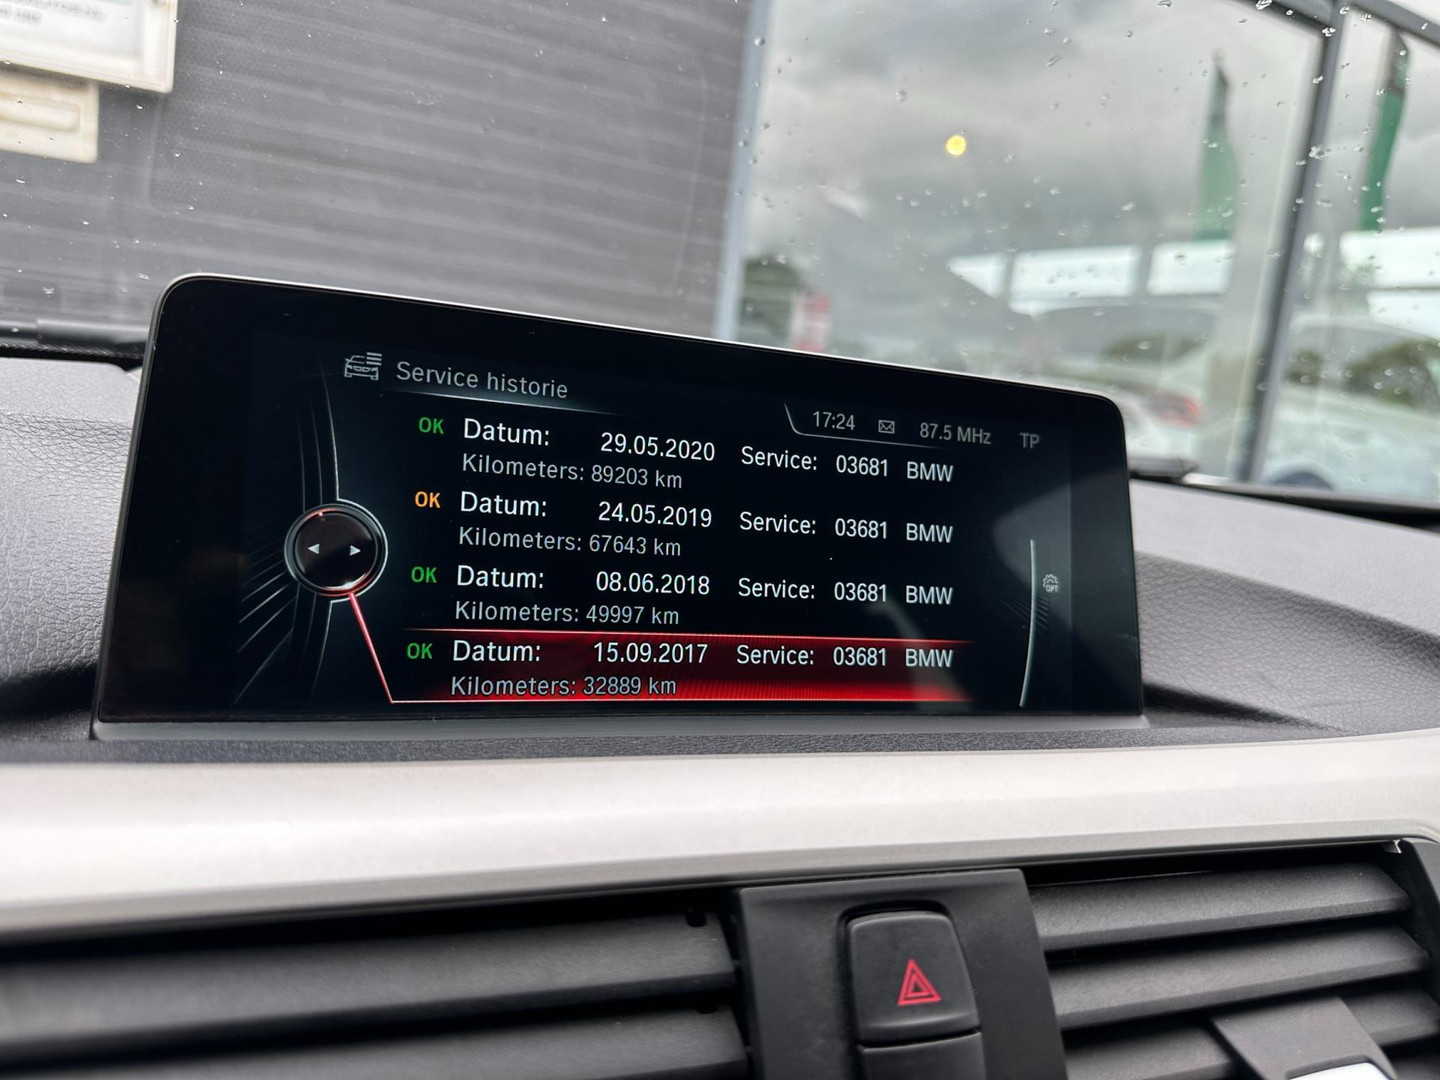 Service historie
17:24 87.5 MHz TP
OK Datum: 29.05.2020 Service: 03681 BMW
Kilometers: 89203 km
OK Datum: 24.05.2019 Service: 03681 BMW
Kilometers: 67643 km
OK Datum: 08.06.2018 Service: 03681 BMW
Kilometers: 49997 km
OK Datum: 15.09.2017 Service: 03681 BMW
Kilometers: 32889 km
OPT